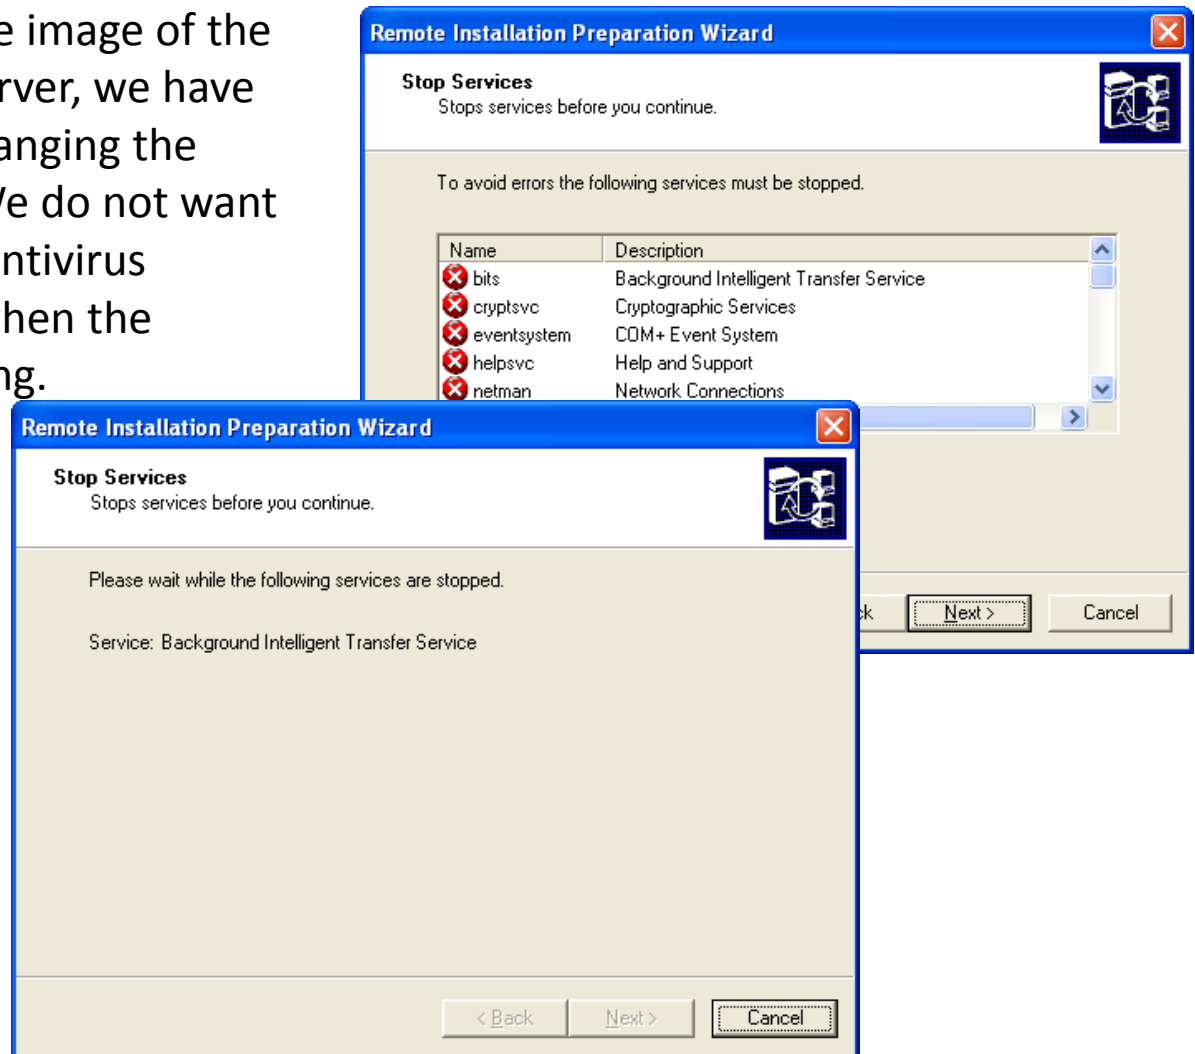 e image of the
rver, we have
anging the
Ve do not want
ntivirus
hen the
ng.
Remote Installation Preparation Wizard
Stop Services
Stops services before you continue.
To avoid errors the following services must be stopped.
Name Description
bits Background Intelligent Transfer Service
cryptsvc Cryptographic Services
eventsystem COM+ Event System
helpsvc Help and Support
netman Network Connections
k Next > Cancel
Remote Installation Preparation Wizard
Stop Services
Stops services before you continue.
Please wait while the following services are stopped.
Service: Background Intelligent Transfer Service
< Back Next > Cancel